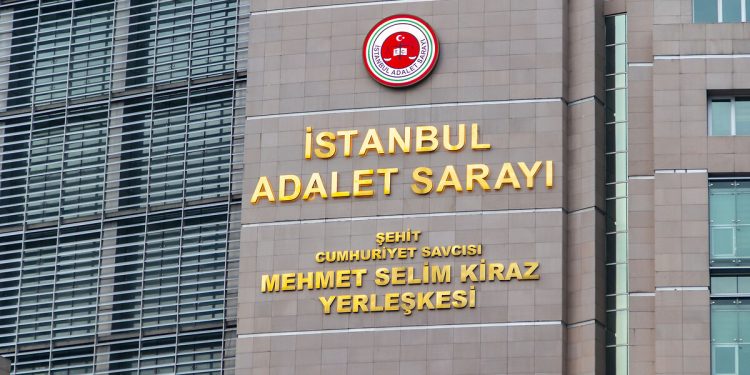 İSTANBUL ADALET SARAYI
İSTANBUL
ADALET SARAYI
ŞEHİT
CUMHURİYET SAVCISI
MEHMET SELİM KİRAZ
YERLEŞKESİ